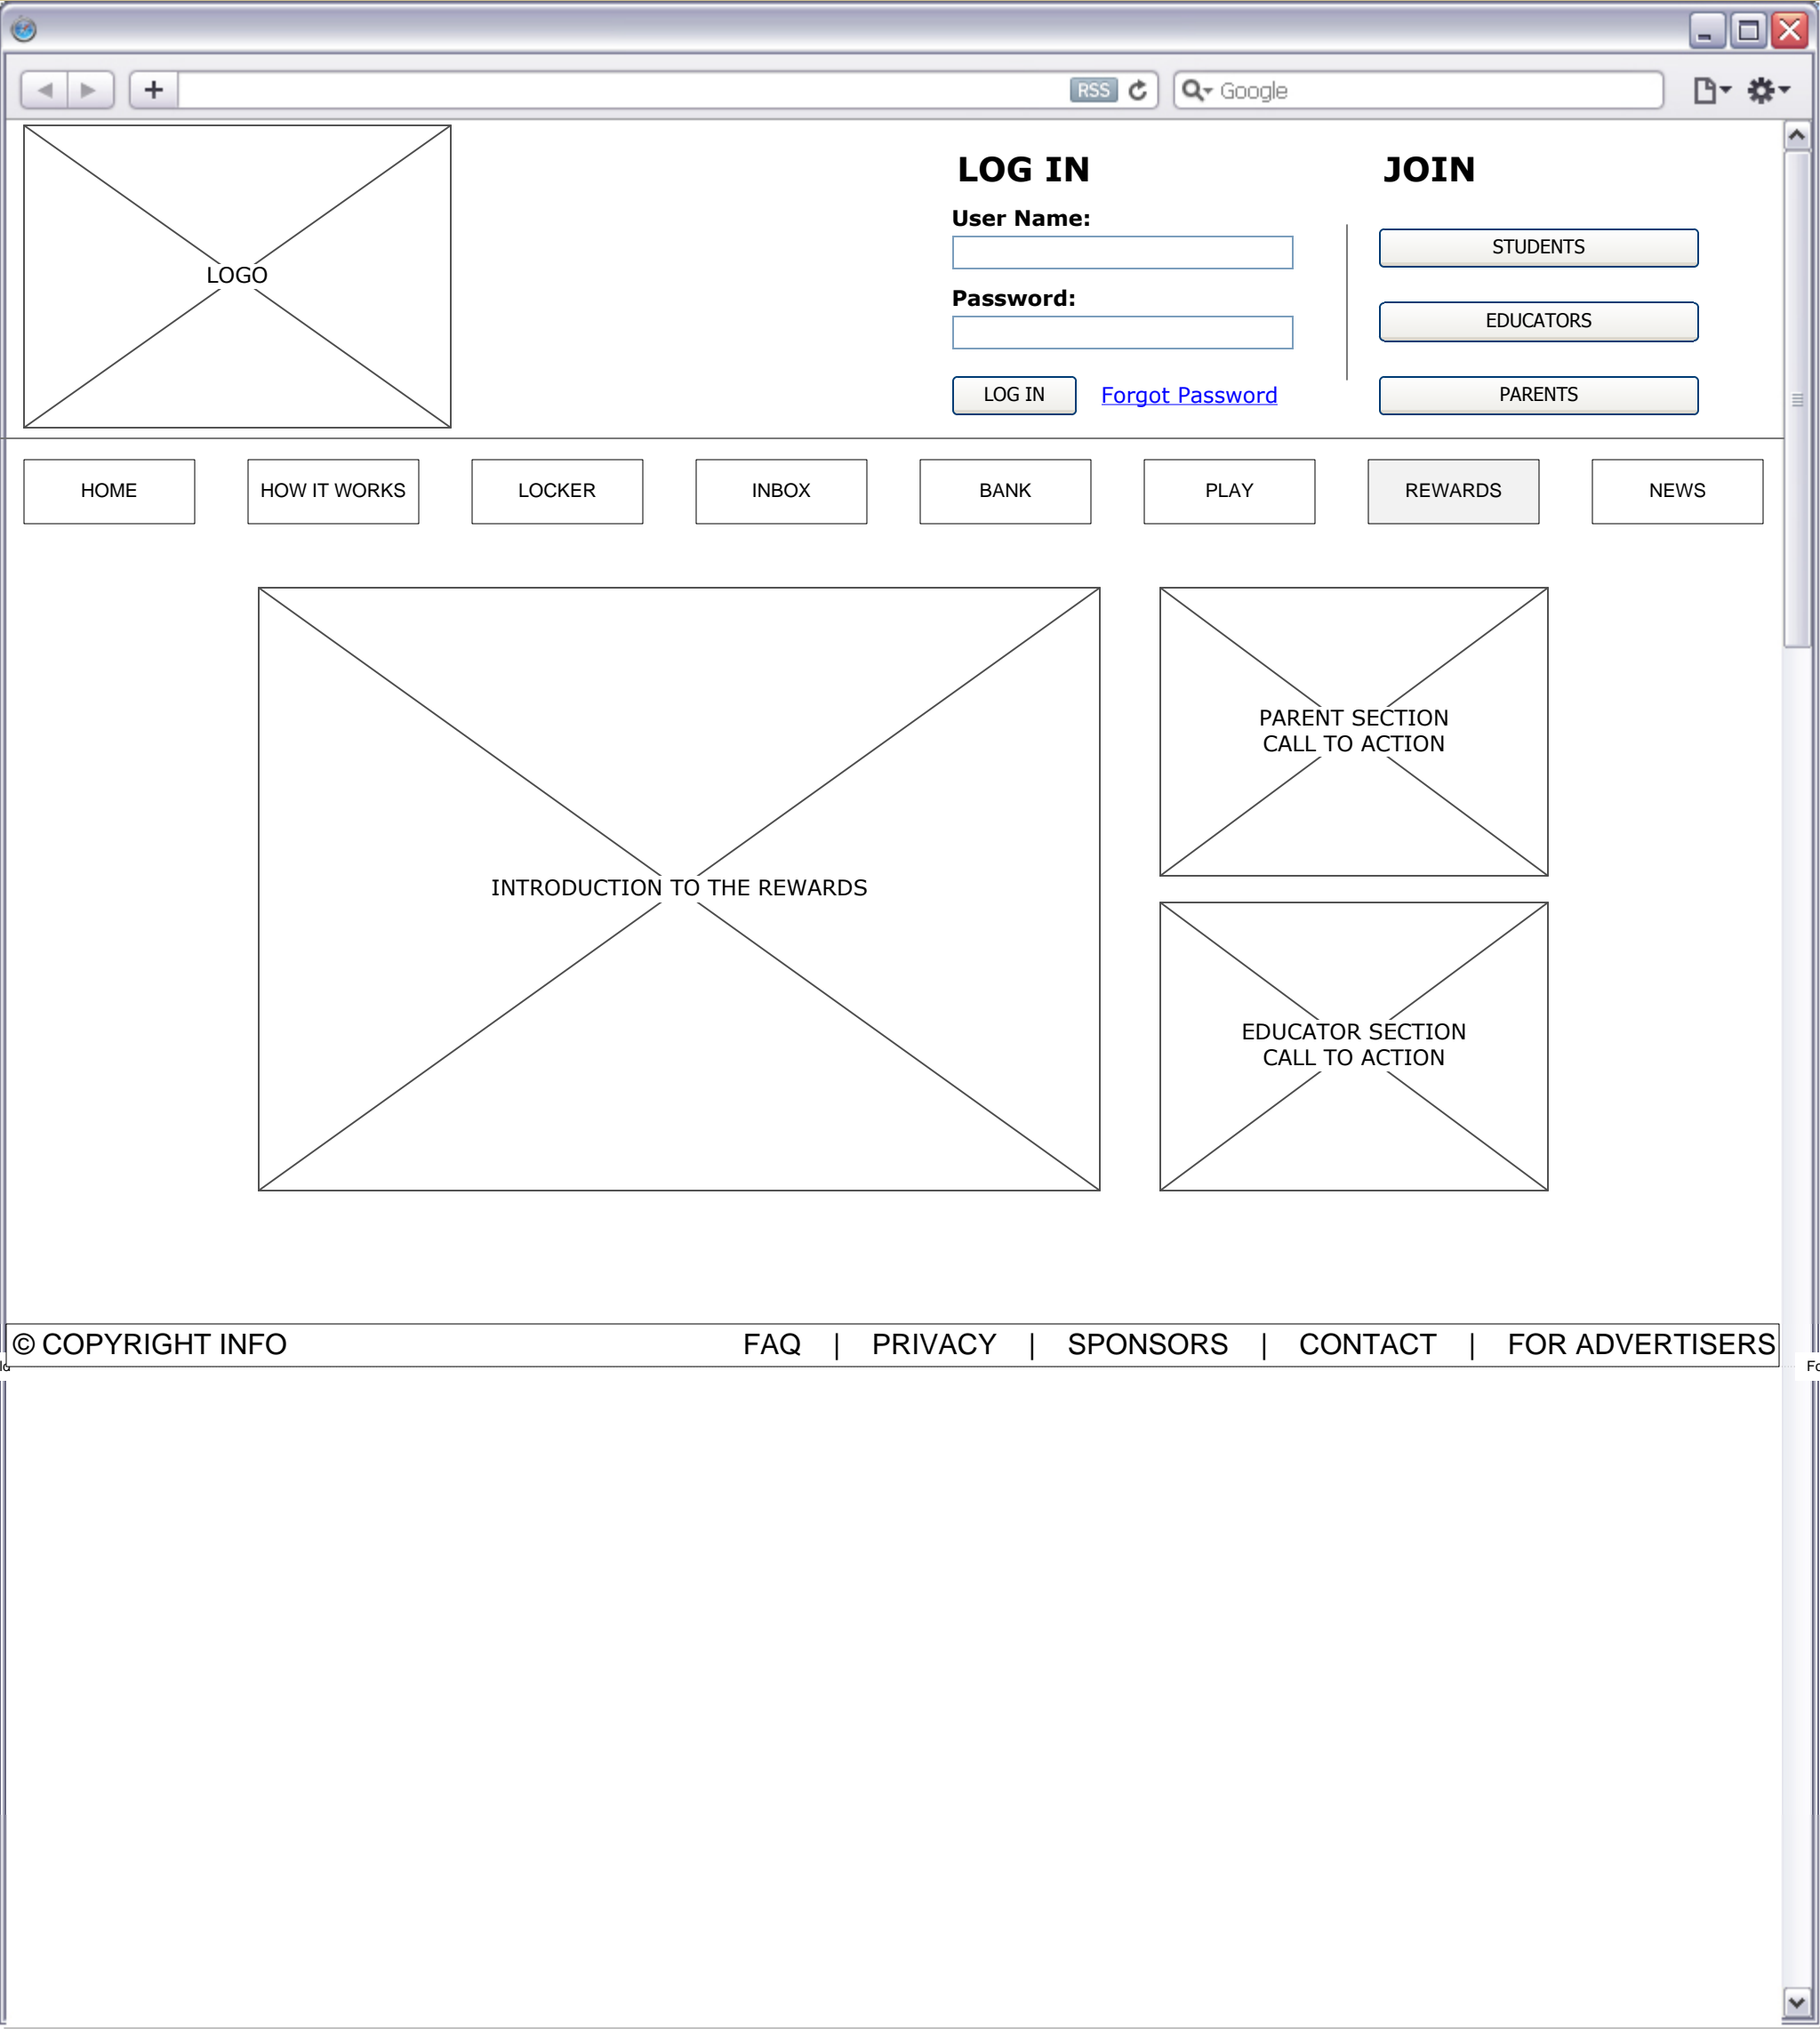 RSS
Google
LOGO
LOG IN
User Name:
Password:
LOG IN
Forgot Password
JOIN
STUDENTS
EDUCATORS
PARENTS
HOME
HOW IT WORKS
LOCKER
INBOX
BANK
PLAY
REWARDS
NEWS
INTRODUCTION TO THE REWARDS
PARENT SECTION
CALL TO ACTION
EDUCATOR SECTION
CALL TO ACTION
© COPYRIGHT INFO
FAQ | PRIVACY | SPONSORS | CONTACT | FOR ADVERTISERS